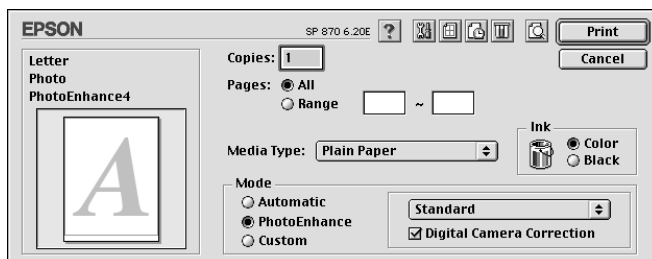 EPSON
SP 870 6.20E
?
Print
Cancel
Letter
Photo
PhotoEnhance4
A
Copies: 1
Pages: All
Range ~
Media Type: Plain Paper
Ink
Color
Black
Mode
Automatic
PhotoEnhance
Custom
Standard
Digital Camera Correction